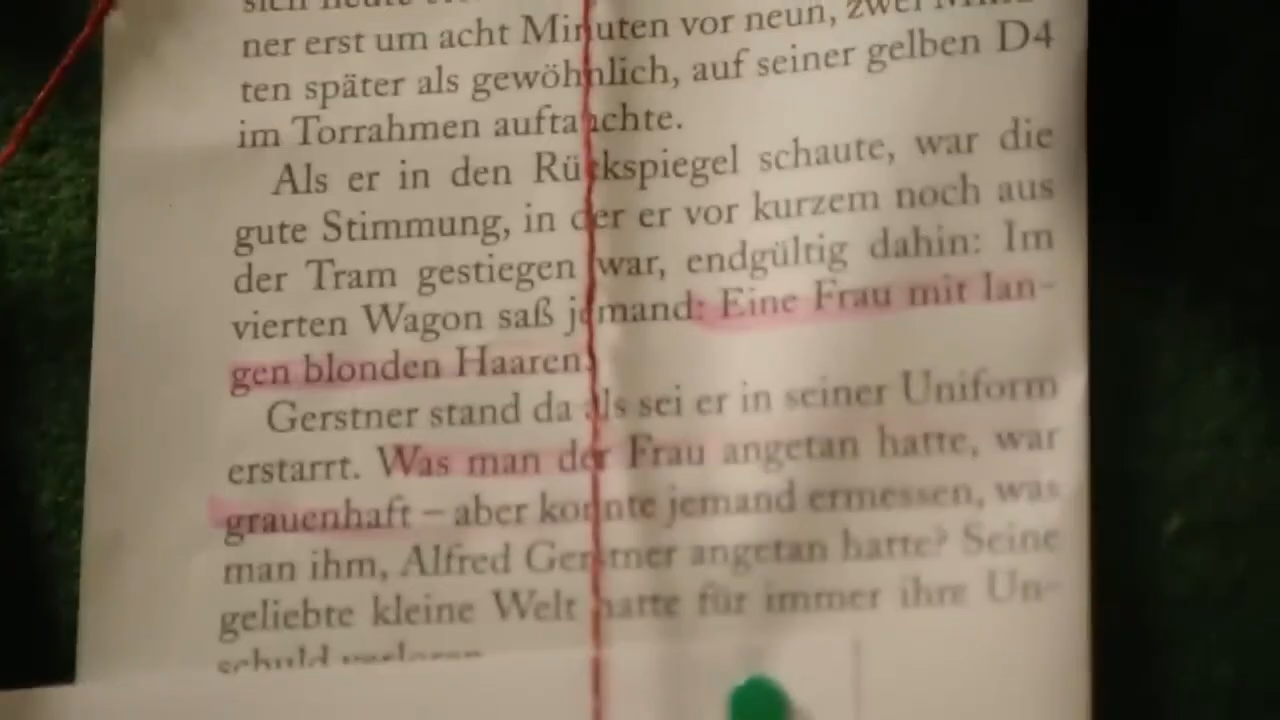 sich heute
ner erst um acht Minuten vor neun, zwei Minu-
ten später als gewöhnlich, auf seiner gelben D4
im Torrahmen auftauchte.
Als er in den Rückspiegel schaute, war die
gute Stimmung, in der er vor kurzem noch aus
der Tram gestiegen war, endgültig dahin: Im
vierten Wagon saß jemand: Eine Frau mit lan-
gen blonden Haaren.
Gerstner stand da als sei er in seiner Uniform
erstarrt. Was man der Frau angetan hatte, war
grauenhaft – aber konnte jemand ermessen, was
man ihm, Alfred Gerstner angetan hatte? Seine
geliebte kleine Welt hatte für immer ihre Un-
schuld verloren